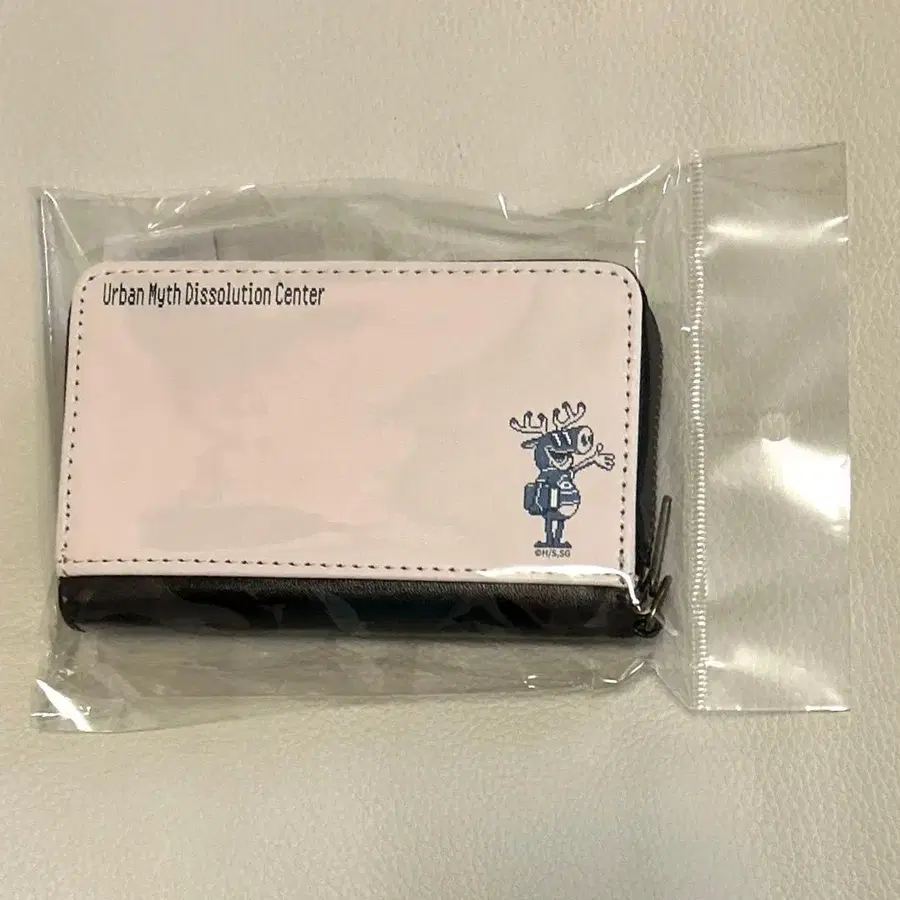 Urban Myth Dissolution Center
©H/S,SG